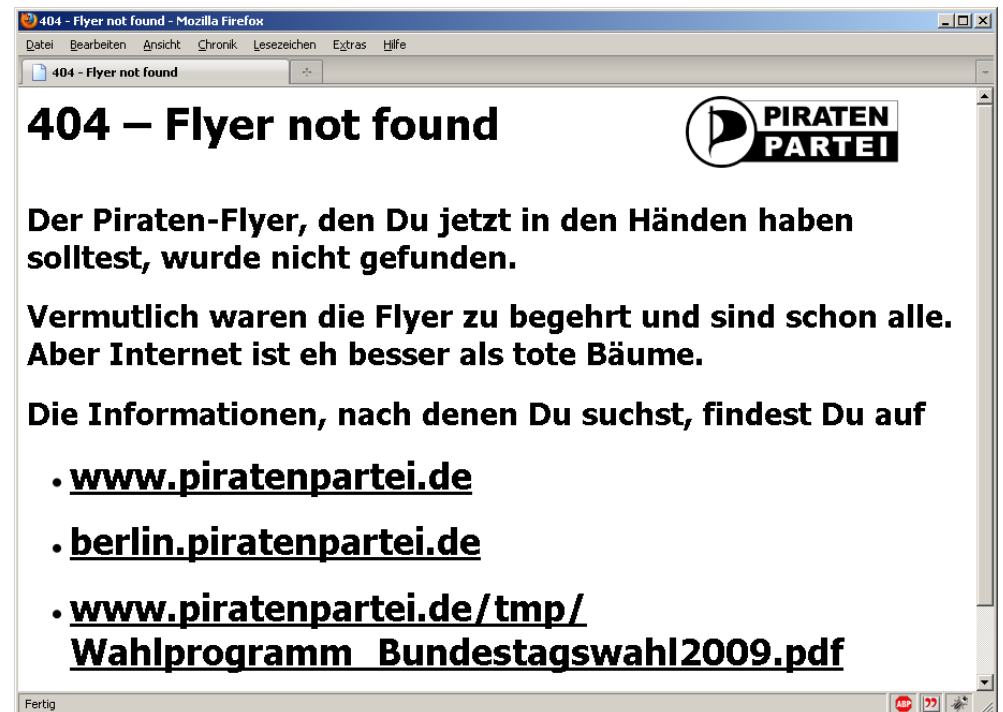 404 - Flyer not found - Mozilla Firefox
Datei Bearbeiten Ansicht Chronik Lesezeichen Extras Hilfe
404 - Flyer not found
404 – Flyer not found
PIRATEN
PARTEI
Der Piraten-Flyer, den Du jetzt in den Händen haben
solltest, wurde nicht gefunden.
Vermutlich waren die Flyer zu begehrt und sind schon alle.
Aber Internet ist eh besser als tote Bäume.
Die Informationen, nach denen Du suchst, findest Du auf
• www.piratenpartei.de
• berlin.piratenpartei.de
• www.piratenpartei.de/tmp/
Wahlprogramm_Bundestagswahl2009.pdf
Fertig
ABP